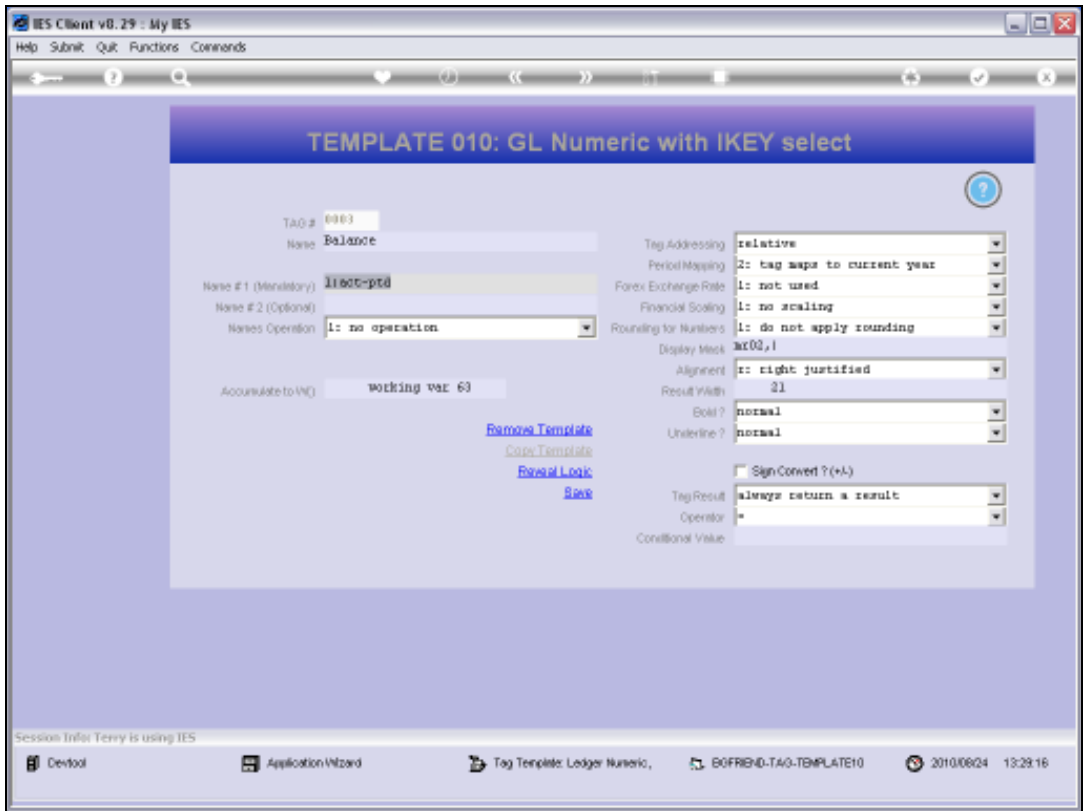 IES Client v8.29 : My IES
Help Submit Quit Functions Commands
TEMPLATE 010: GL Numeric with IKEY select
TAG # 0003
Name Balance
Name # 1 (Mandatory) l1act-ptd
Name # 2 (Optional)
Names Operation 1: no operation
Accumulate to W() working var 63
Remove Template
Copy Template
Reveal Logic
Save
Tag Addressing relative
Period Mapping 2: tag maps to current year
Forex Exchange Rate 1: not used
Financial Scaling 1: no scaling
Rounding for Numbers 1: do not apply rounding
Display Mask mr02,|
Alignment r: right justified
Result Width 21
Bold ? normal
Underline ? normal
Sign Convert ? (+/-)
Tag Result always return a result
Operator =
Conditional Value
Session Info: Terry is using IES
Devtool Application Wizard Tag Template: Ledger Numeric, BGFRIEND-TAG-TEMPLATE10 2010/08/24 13:29:16